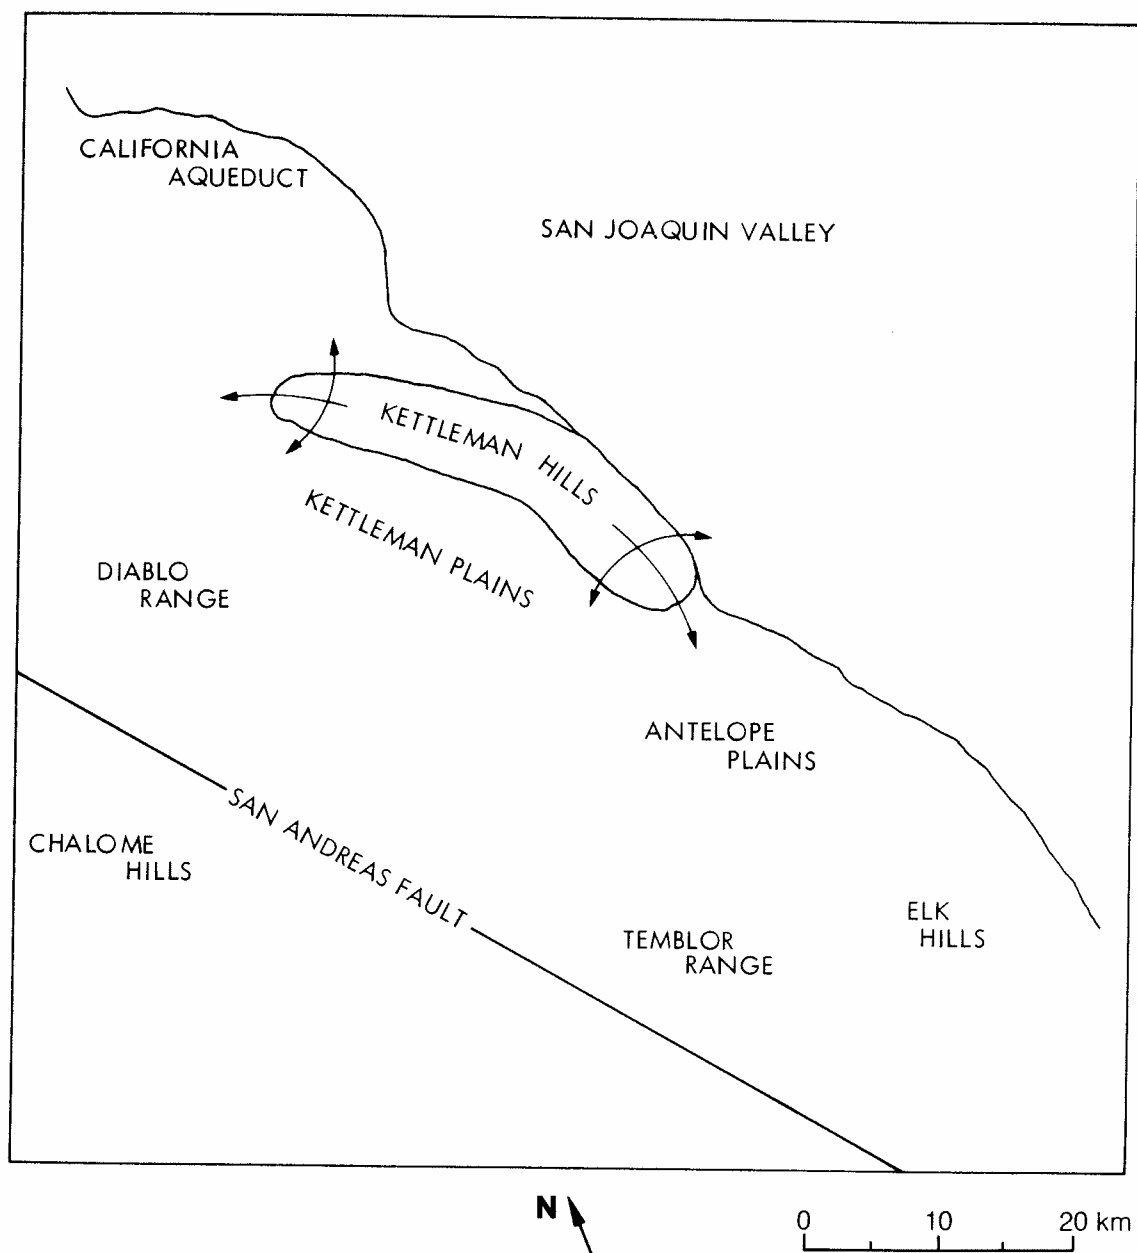 CALIFORNIA
AQUEDUCT
SAN JOAQUIN VALLEY
KETTLEMAN HILLS
KETTLEMAN PLAINS
DIABLO
RANGE
ANTELOPE
PLAINS
SAN ANDREAS FAULT
CHALOME
HILLS
ELK
HILLS
TEMBLOR
RANGE
N
0 10 20 km